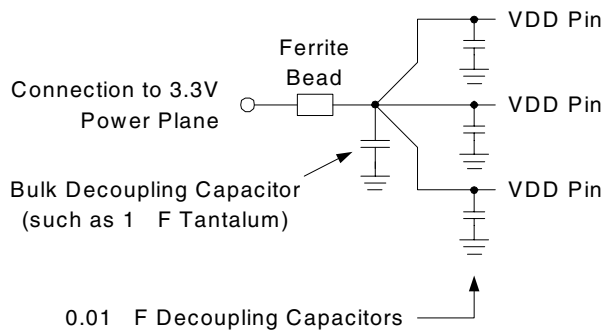 VDD Pin
Ferrite
Bead
Connection to 3.3V
Power Plane
VDD Pin
Bulk Decoupling Capacitor
(such as 1 F Tantalum)
VDD Pin
0.01 F Decoupling Capacitors